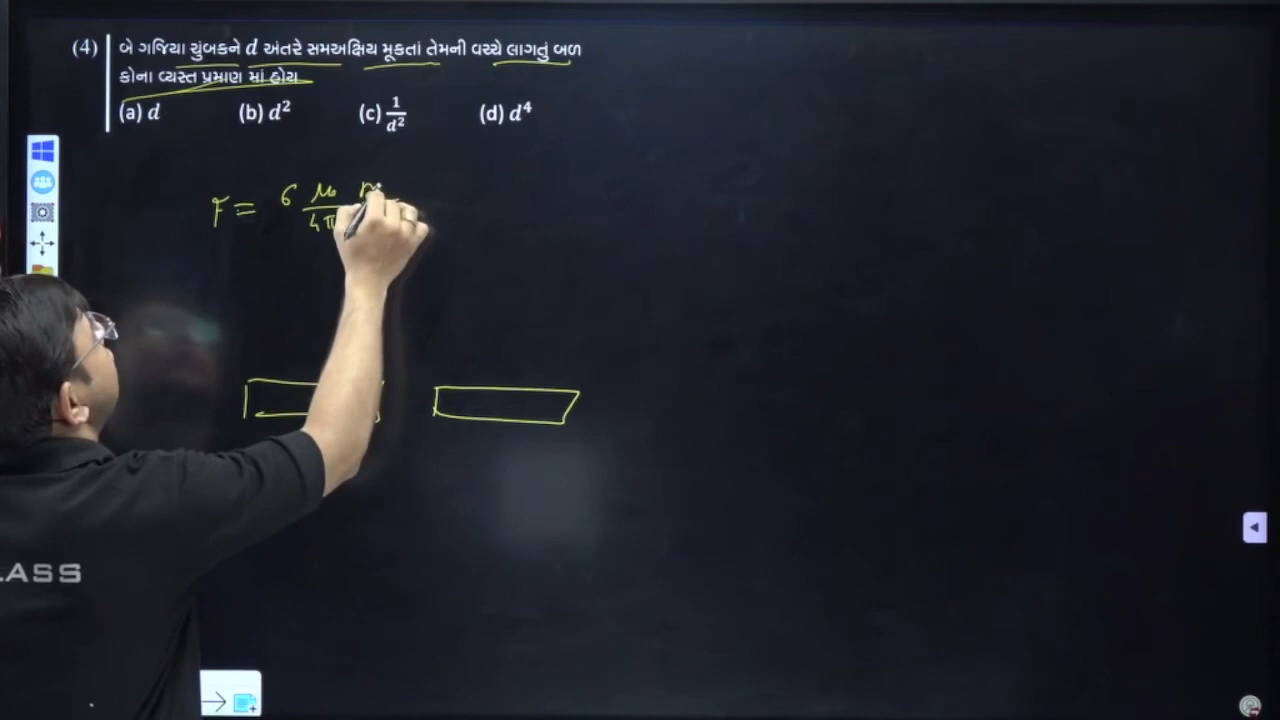 (4) બે ગજિયા ચુંબકને d અંતરે સમઅક્ષિય મૂકતાં તેમની વચ્ચે લાગતું બળ
કોના વ્યસ્ત પ્રમાણ માં હોય
(a) d (b) d² (c) 1/d² (d) d⁴
F = 6 μ₀/4π m
LASS